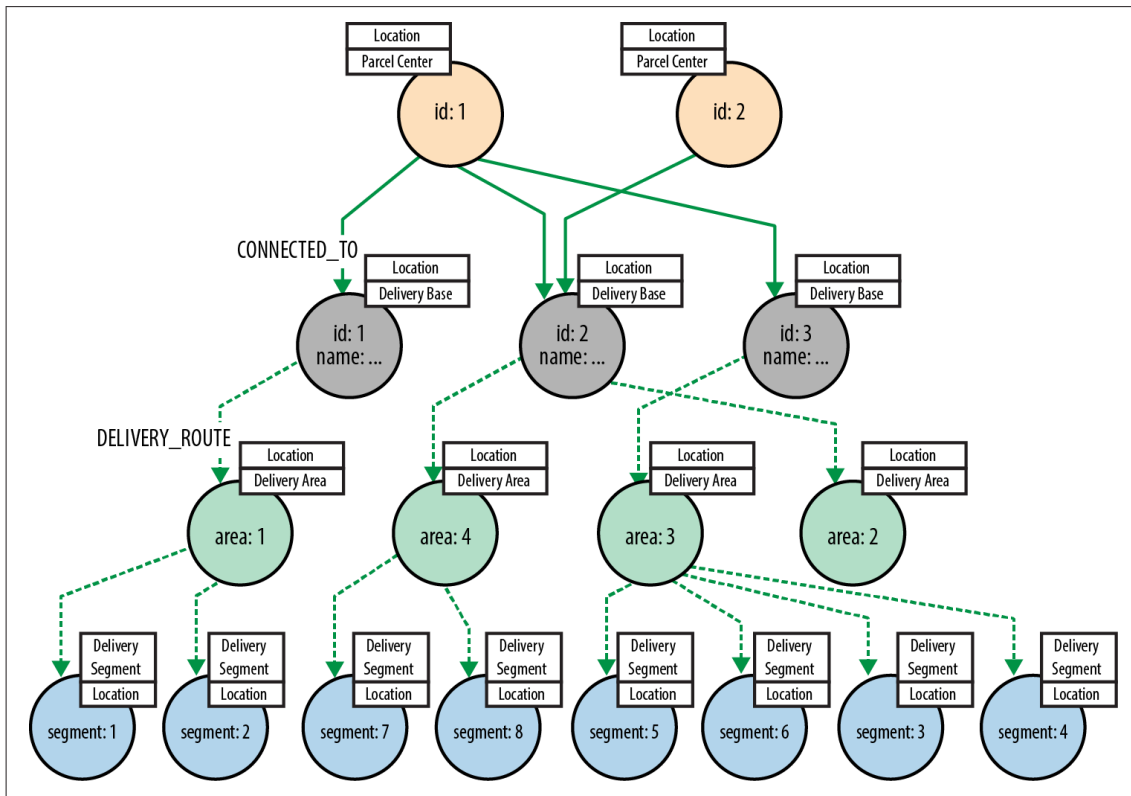 Location
Parcel Center
id: 1
Location
Parcel Center
id: 2
CONNECTED_TO
Location
Delivery Base
id: 1
name: ...
Location
Delivery Base
id: 2
name: ...
Location
Delivery Base
id: 3
name: ...
DELIVERY_ROUTE
Location
Delivery Area
area: 1
Location
Delivery Area
area: 4
Location
Delivery Area
area: 3
Location
Delivery Area
area: 2
Delivery
Segment
Location
segment: 1
Delivery
Segment
Location
segment: 2
Delivery
Segment
Location
segment: 7
Delivery
Segment
Location
segment: 8
Delivery
Segment
Location
segment: 5
Delivery
Segment
Location
segment: 6
Delivery
Segment
Location
segment: 3
Delivery
Segment
Location
segment: 4